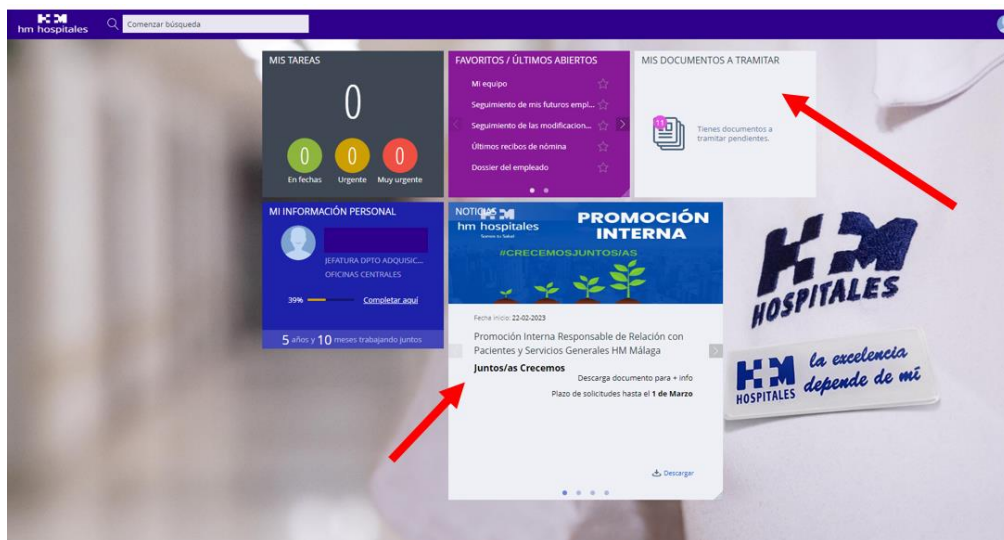 hm hospitales
Comenzar búsqueda
MIS TAREAS
0
0
0
0
En fechas
Urgente
Muy urgente
FAVORITOS / ÚLTIMOS ABIERTOS
Mi equipo
Seguimiento de mis futuros empl...
Seguimiento de las modificacion...
Últimos recibos de nómina
Dossier del empleado
MIS DOCUMENTOS A TRAMITAR
11
Tienes documentos a
tramitar pendientes.
MI INFORMACIÓN PERSONAL
JEFATURA DPTO ADQUISIC...
OFICINAS CENTRALES
39%
Completar aquí
5 años y 10 meses trabajando juntos
NOTICIAS
hm hospitales
PROMOCIÓN
INTERNA
#CRECEMOSJUNTOS/AS
Fecha inicio: 22-02-2023
Promoción Interna Responsable de Relación con
Pacientes y Servicios Generales HM Málaga
Juntos/as Crecemos
Descarga documento para + info
Plazo de solicitudes hasta el 1 de Marzo
Descargar
HM
HOSPITALES
HM
HOSPITALES
la excelencia
depende de mí